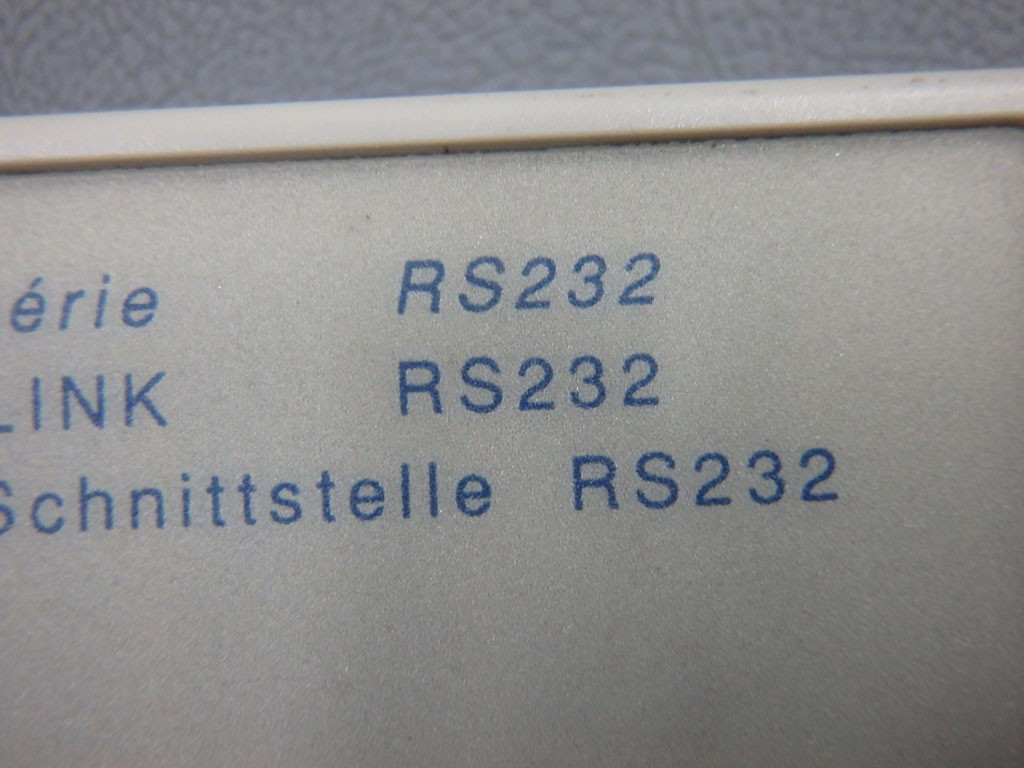 érie RS232
LINK RS232
Schnittstelle RS232